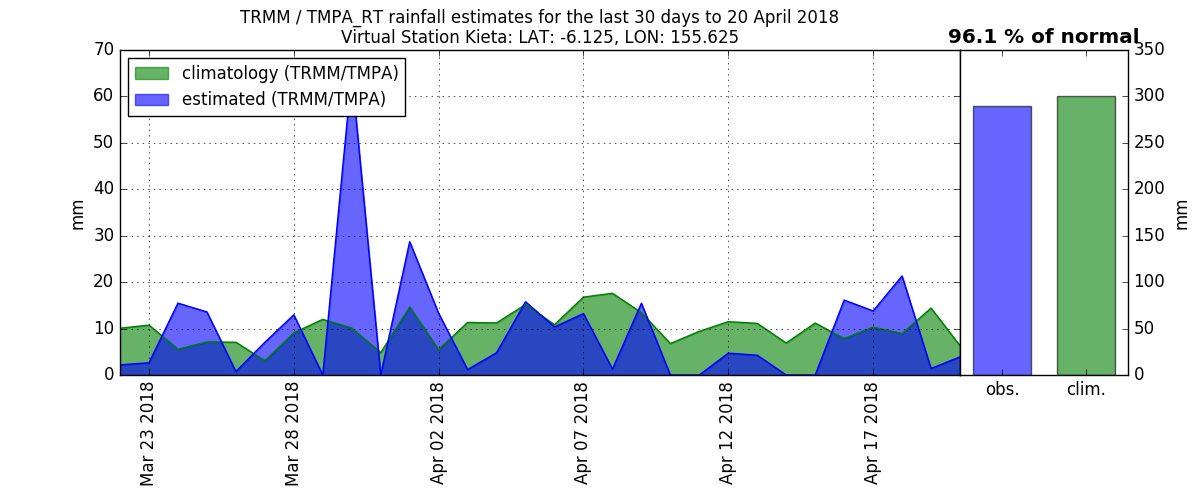 TRMM / TMPA_RT rainfall estimates for the last 30 days to 20 April 2018
Virtual Station Kieta: LAT: -6.125, LON: 155.625
96.1 % of normal
climatology (TRMM/TMPA)
estimated (TRMM/TMPA)
mm
70
60
50
40
30
20
10
0
Mar 23 2018
Mar 28 2018
Apr 02 2018
Apr 07 2018
Apr 12 2018
Apr 17 2018
obs.
clim.
350
300
250
200
150
100
50
0
mm